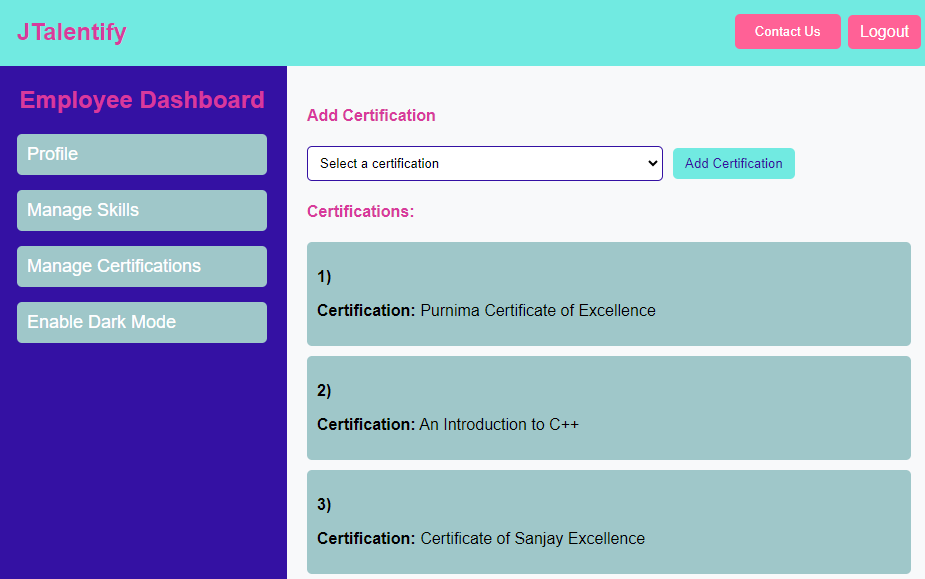 JTalentify
Contact Us
Logout
Employee Dashboard
Profile
Manage Skills
Manage Certifications
Enable Dark Mode
Add Certification
Select a certification
Add Certification
Certifications:
1)
Certification: Purnima Certificate of Excellence
2)
Certification: An Introduction to C++
3)
Certification: Certificate of Sanjay Excellence